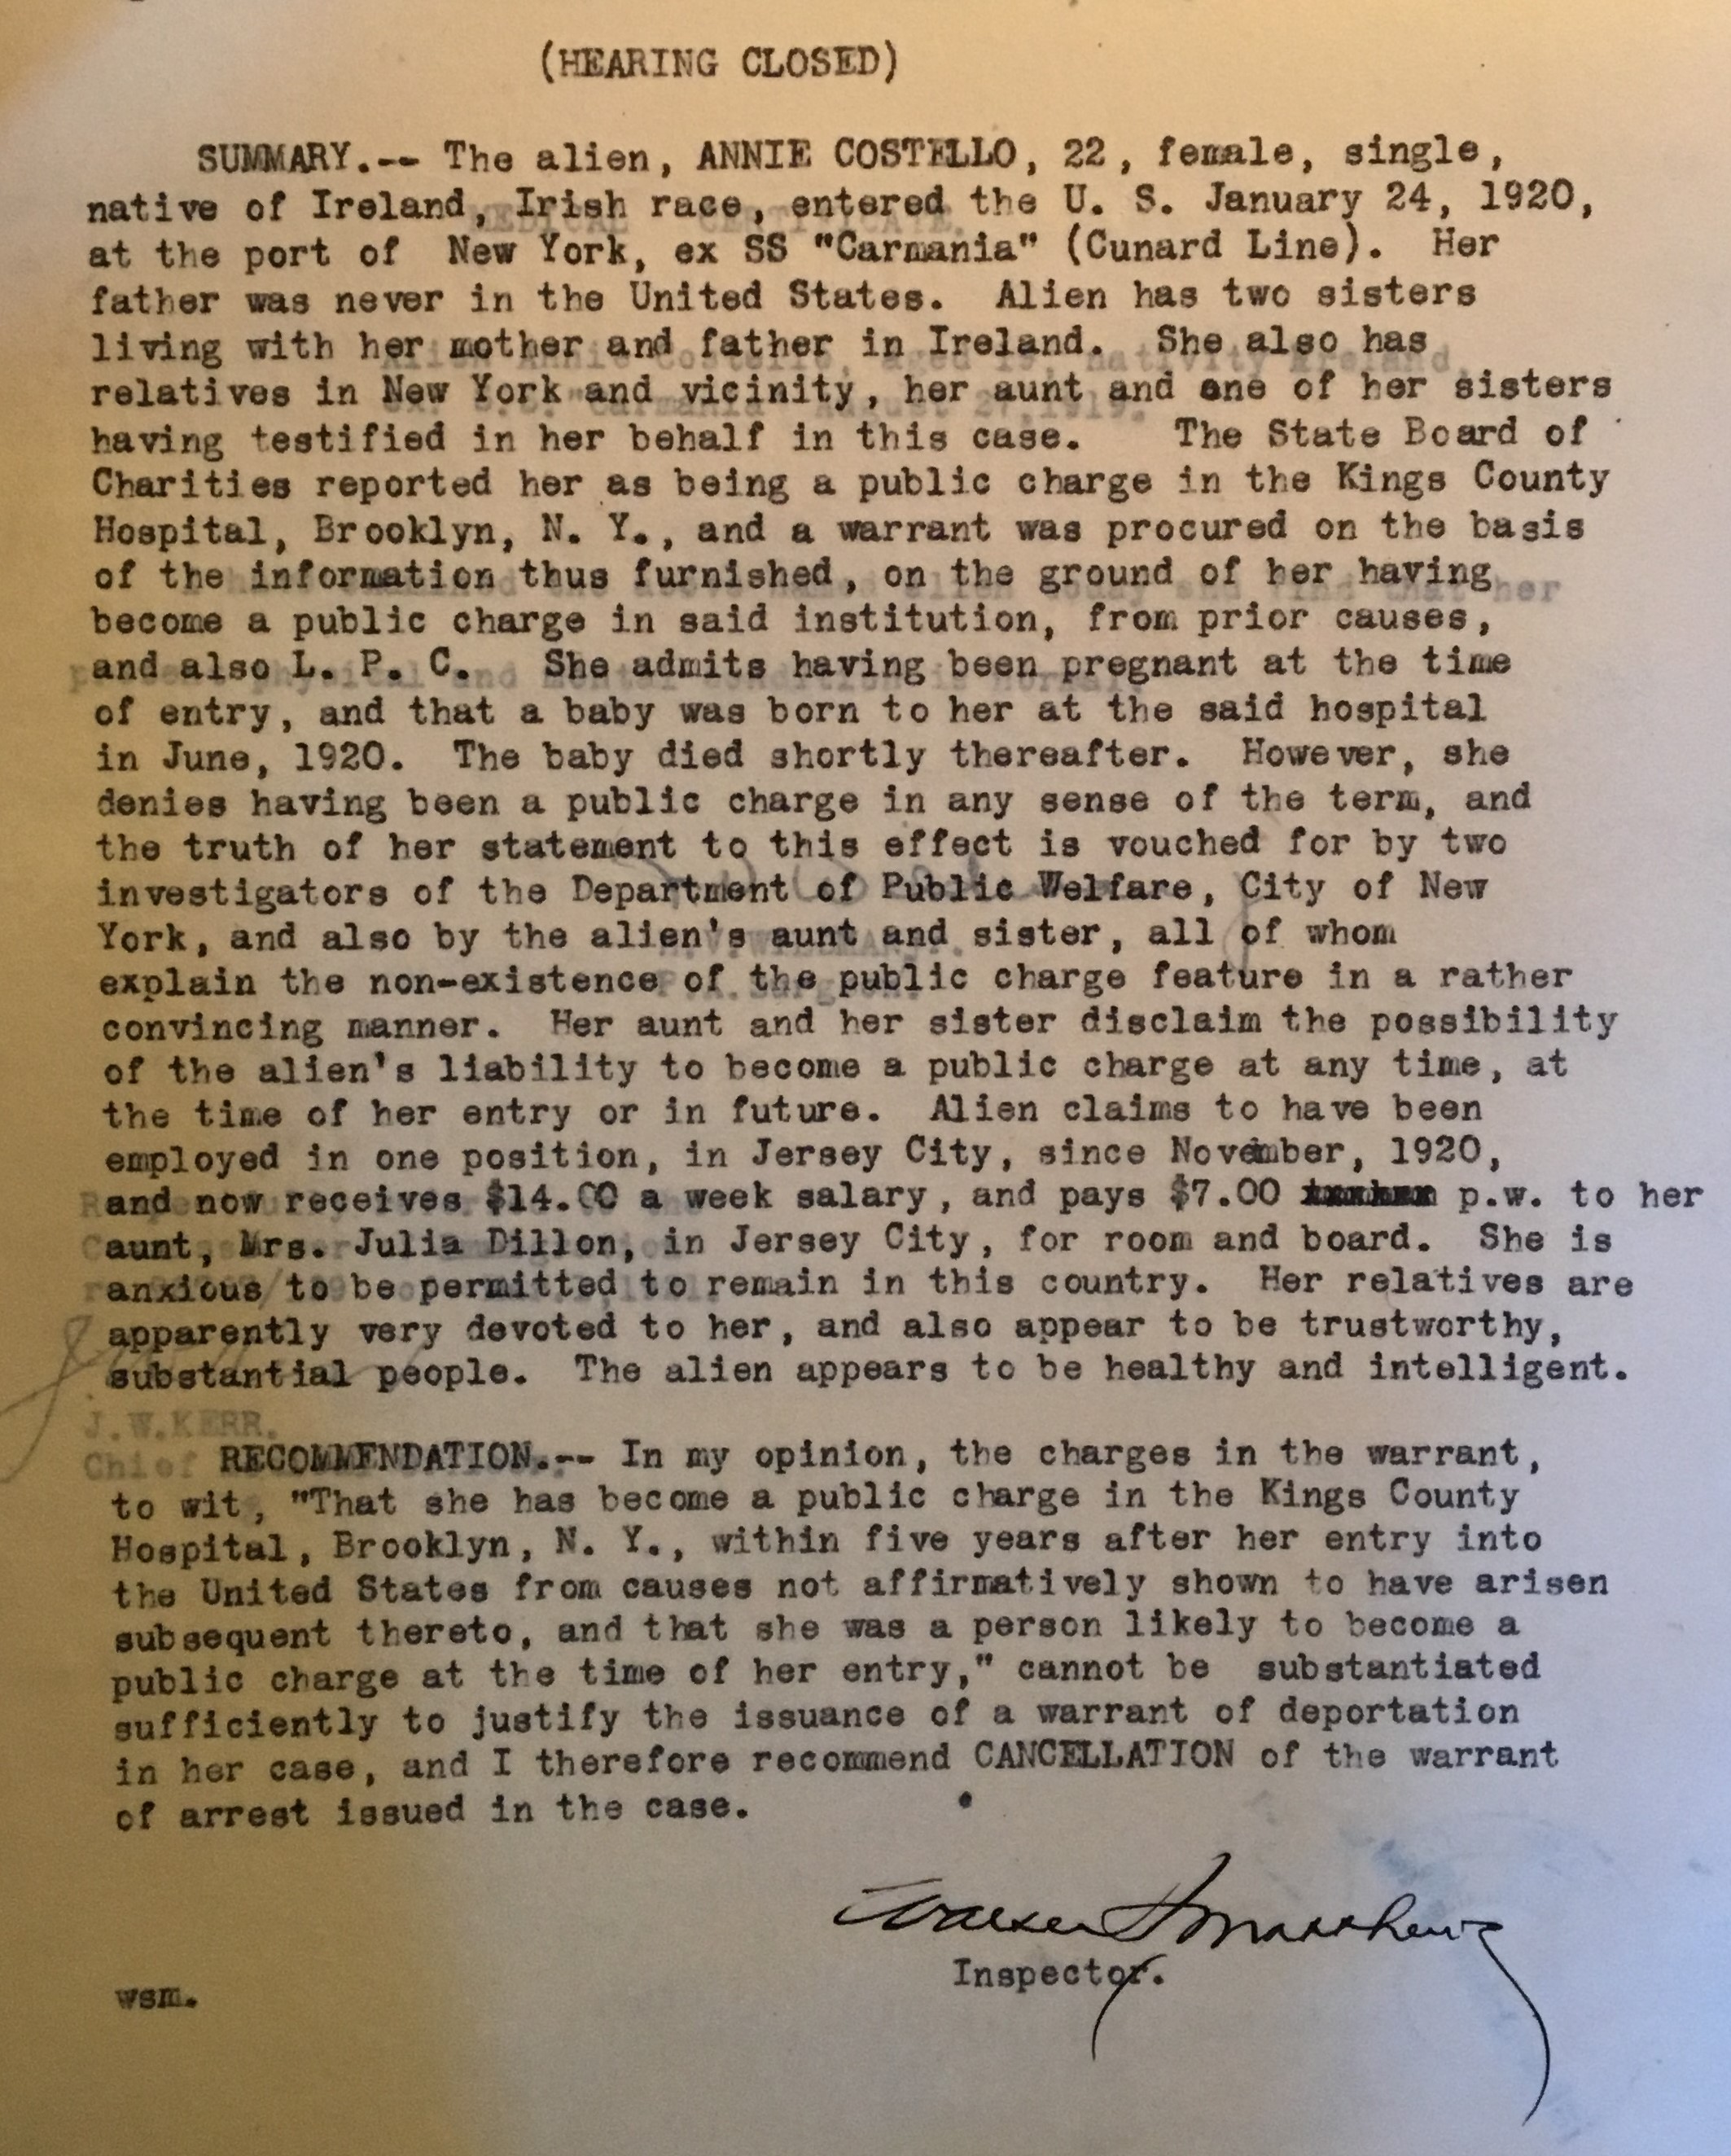 (HEARING CLOSED)
SUMMARY.-- The alien, ANNIE COSTELLO, 22, female, single,
native of Ireland, Irish race, entered the U. S. January 24, 1920,
at the port of New York, ex SS "Carmania" (Cunard Line). Her
father was never in the United States. Alien has two sisters
living with her mother and father in Ireland. She also has
relatives in New York and vicinity, her aunt and one of her sisters
having testified in her behalf in this case. The State Board of
Charities reported her as being a public charge in the Kings County
Hospital, Brooklyn, N. Y., and a warrant was procured on the basis
of the information thus furnished, on the ground of her having
become a public charge in said institution, from prior causes,
and also L. P. C. She admits having been pregnant at the time
of entry, and that a baby was born to her at the said hospital
in June, 1920. The baby died shortly thereafter. However, she
denies having been a public charge in any sense of the term, and
the truth of her statement to this effect is vouched for by two
investigators of the Department of Public Welfare, City of New
York, and also by the alien's aunt and sister, all of whom
explain the non-existence of the public charge feature in a rather
convincing manner. Her aunt and her sister disclaim the possibility
of the alien's liability to become a public charge at any time, at
the time of her entry or in future. Alien claims to have been
employed in one position, in Jersey City, since November, 1920,
and now receives $14.00 a week salary, and pays $7.00 p.w. to her
aunt, Mrs. Julia Dillon, in Jersey City, for room and board. She is
anxious to be permitted to remain in this country. Her relatives are
apparently very devoted to her, and also appear to be trustworthy,
substantial people. The alien appears to be healthy and intelligent.
J.W.KERR.
Chief
RECOMMENDATION.-- In my opinion, the charges in the warrant,
to wit, "That she has become a public charge in the Kings County
Hospital, Brooklyn, N. Y., within five years after her entry into
the United States from causes not affirmatively shown to have arisen
subsequent thereto, and that she was a person likely to become a
public charge at the time of her entry," cannot be substantiated
sufficiently to justify the issuance of a warrant of deportation
in her case, and I therefore recommend CANCELLATION of the warrant
of arrest issued in the case.
Matthews
Inspector.
wsm.